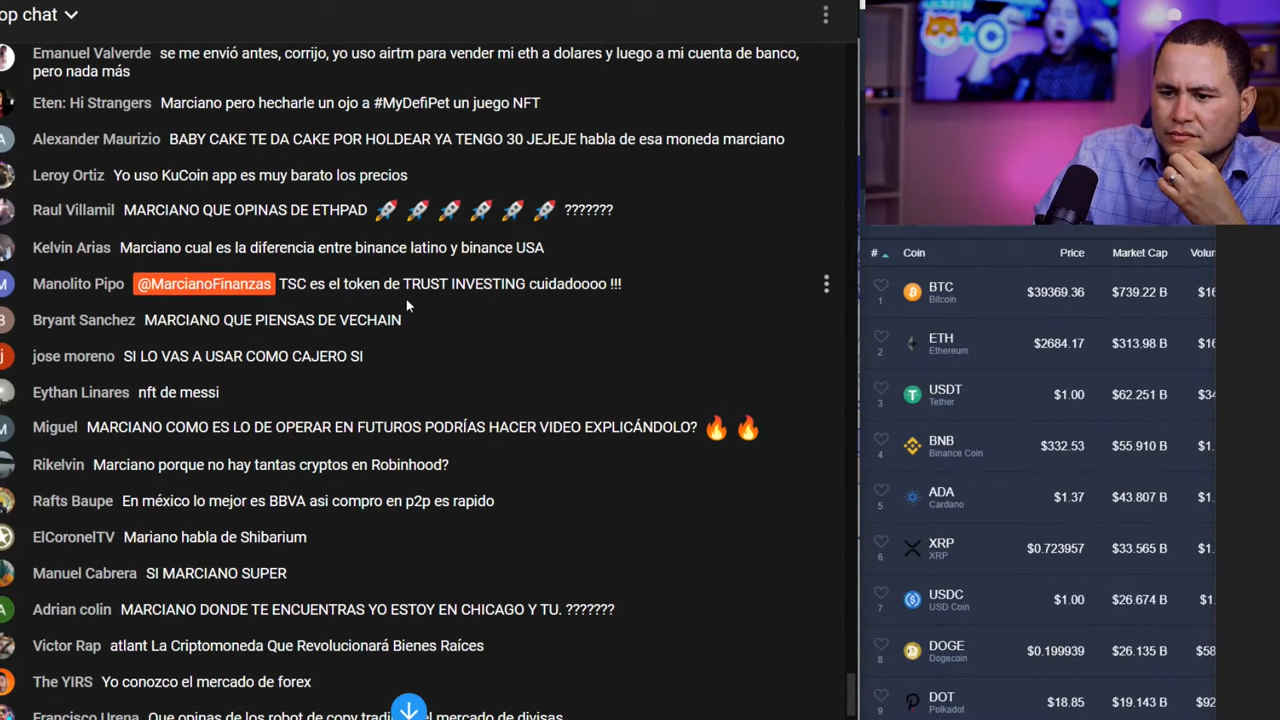 op chat
Emanuel Valverde se me envió antes, corrijo, yo uso airtm para vender mi eth a dolares y luego a mi cuenta de banco,
pero nada más
Eten: Hi Strangers Marciano pero hecharle un ojo a #MyDefiPet un juego NFT
A
Alexander Maurizio BABY CAKE TE DA CAKE POR HOLDEAR YA TENGO 30 JEJEJE habla de esa moneda marciano
Leroy Ortiz Yo uso KuCoin app es muy barato los precios
Raul Villamil MARCIANO QUE OPINAS DE ETHPAD 🚀 🚀 🚀 🚀 🚀 🚀 ???????
Kelvin Arias Marciano cual es la diferencia entre binance latino y binance USA
M
Manolito Pipo @MarcianoFinanzas TSC es el token de TRUST INVESTING cuidadoooo !!!
B
Bryant Sanchez MARCIANO QUE PIENSAS DE VECHAIN
j
jose moreno SI LO VAS A USAR COMO CAJERO SI
Eythan Linares nft de messi
M
Miguel MARCIANO COMO ES LO DE OPERAR EN FUTUROS PODRÍAS HACER VIDEO EXPLICÁNDOLO? 🔥 🔥
Rikelvin Marciano porque no hay tantas cryptos en Robinhood?
Rafts Baupe En méxico lo mejor es BBVA asi compro en p2p es rapido
ElCoronelTV Mariano habla de Shibarium
Manuel Cabrera SI MARCIANO SUPER
A
Adrian colin MARCIANO DONDE TE ENCUENTRAS YO ESTOY EN CHICAGO Y TU. ???????
Victor Rap atlant La Criptomoneda Que Revolucionará Bienes Raíces
The YIRS Yo conozco el mercado de forex
Francisco Urena Que opinas de los robot de copy tradi el mercado de divisas
# Coin Price Market Cap Volu
1 BTC Bitcoin $39369.36 $739.22 B $16
2 ETH Ethereum $2684.17 $313.98 B $16
3 USDT Tether $1.00 $62.251 B $34
4 BNB Binance Coin $332.53 $55.910 B $1.
5 ADA Cardano $1.37 $43.807 B $1
6 XRP XRP $0.723957 $33.565 B $1.
7 USDC USD Coin $1.00 $26.674 B $1
8 DOGE Dogecoin $0.199939 $26.135 B $58
9 DOT Polkadot $18.85 $19.143 B $92